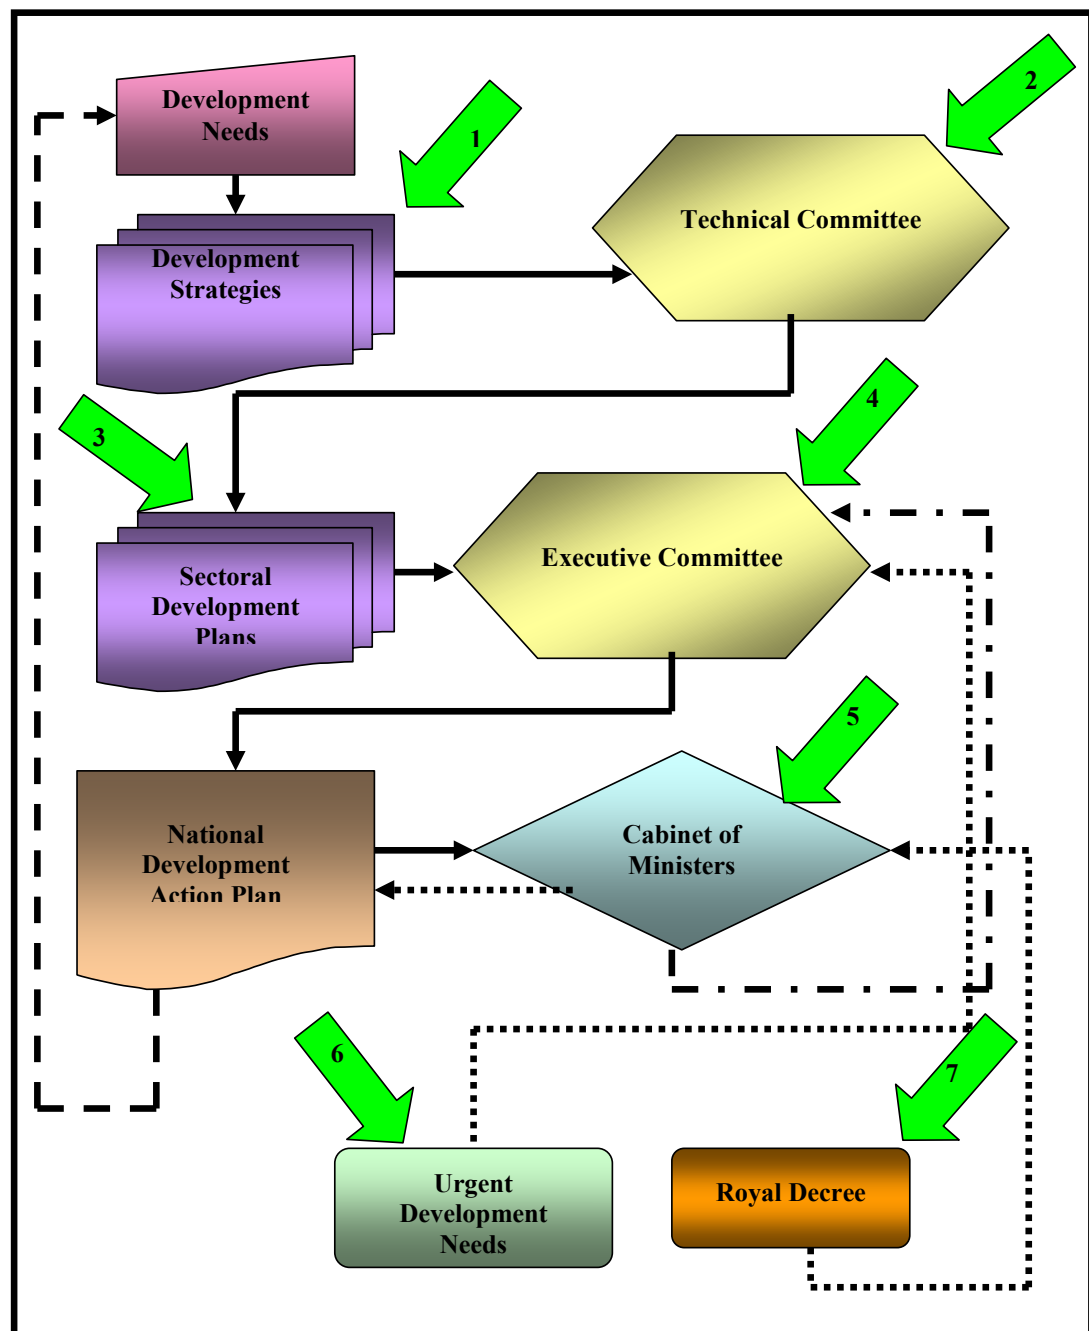 Development
Needs
1
2
Technical Committee
Development
Strategies
3
4
Sectoral
Development
Plans
Executive Committee
5
National
Development
Action Plan
Cabinet of
Ministers
6
7
Urgent
Development
Needs
Royal Decree